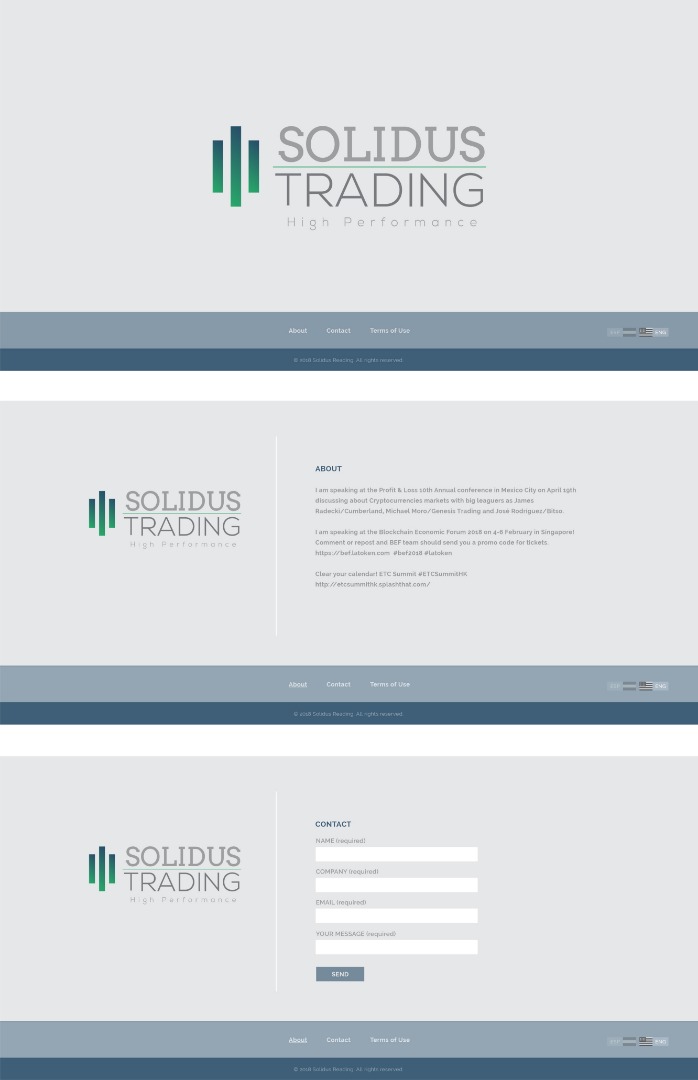 SOLIDUS
TRADING
High Performance
About Contact Terms of Use
ENG
© 2018 Solidus Reading. All rights reserved.
SOLIDUS
TRADING
High Performance
ABOUT
I am speaking at the Profit & Loss 10th Annual conference in Mexico City on April 19th
discussing about Cryptocurrencies markets with big leaguers as James
Radecki/Cumberland, Michael Moro/Genesis Trading and Jose Rodriguez/Bitso.
I am speaking at the Blockchain Economic Forum 2018 on 4-6 February in Singapore!
Comment or repost and BEF team should send you a promo code for tickets.
https://bef.latoken.com #bef2018 #latoken
Clear your calendar! ETC Summit #ETCSummitHK
http://etcsummithk.splashthat.com/
About Contact Terms of Use
ENG
© 2018 Solidus Reading. All rights reserved.
SOLIDUS
TRADING
High Performance
CONTACT
NAME (required)
COMPANY (required)
EMAIL (required)
YOUR MESSAGE (required)
SEND
About Contact Terms of Use
ENG
© 2018 Solidus Reading. All rights reserved.